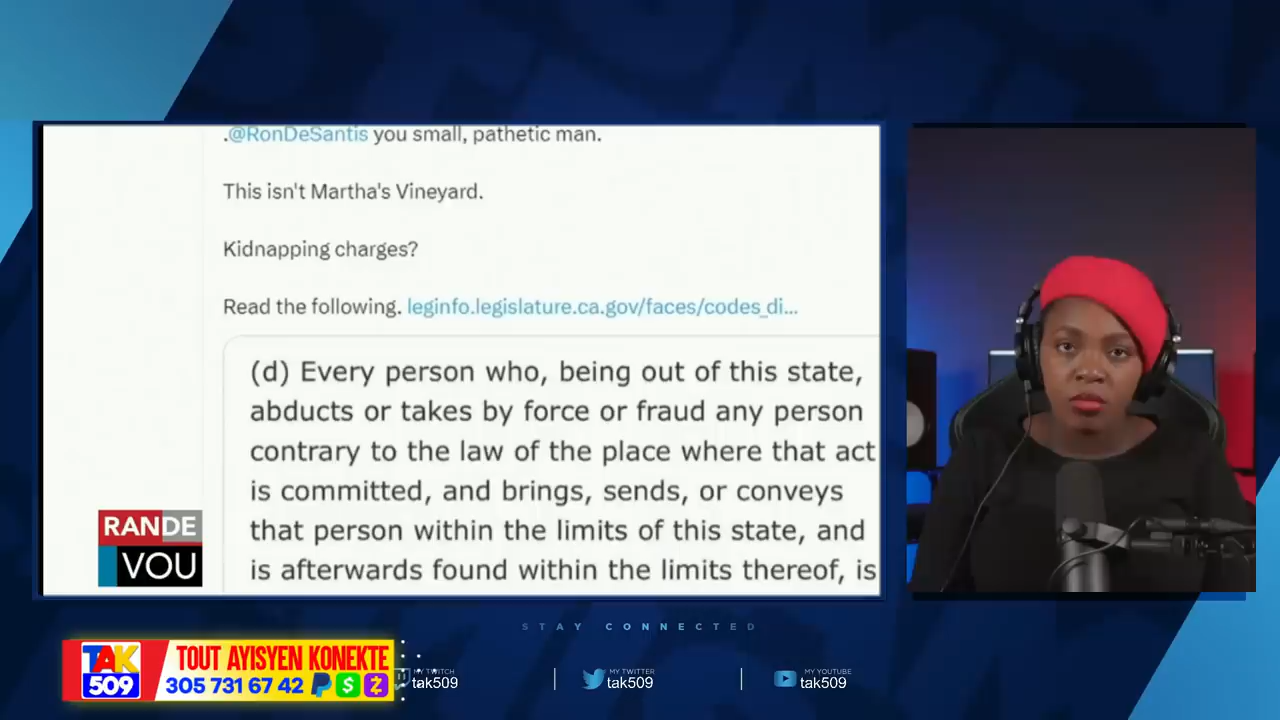 .@RonDeSantis you small, pathetic man.
This isn't Martha's Vineyard.
Kidnapping charges?
Read the following. leginfo.legislature.ca.gov/faces/codes_di...
(d) Every person who, being out of this state,
abducts or takes by force or fraud any person
contrary to the law of the place where that act
is committed, and brings, sends, or conveys
that person within the limits of this state, and
is afterwards found within the limits thereof, is
RANDE
VOU
STAY CONNECTED
TAK
509
TOUT AYISYEN KONEKTE
305 731 67 42
MY TWITCH
tak509
MY TWITTER
tak509
MY YOUTUBE
tak509